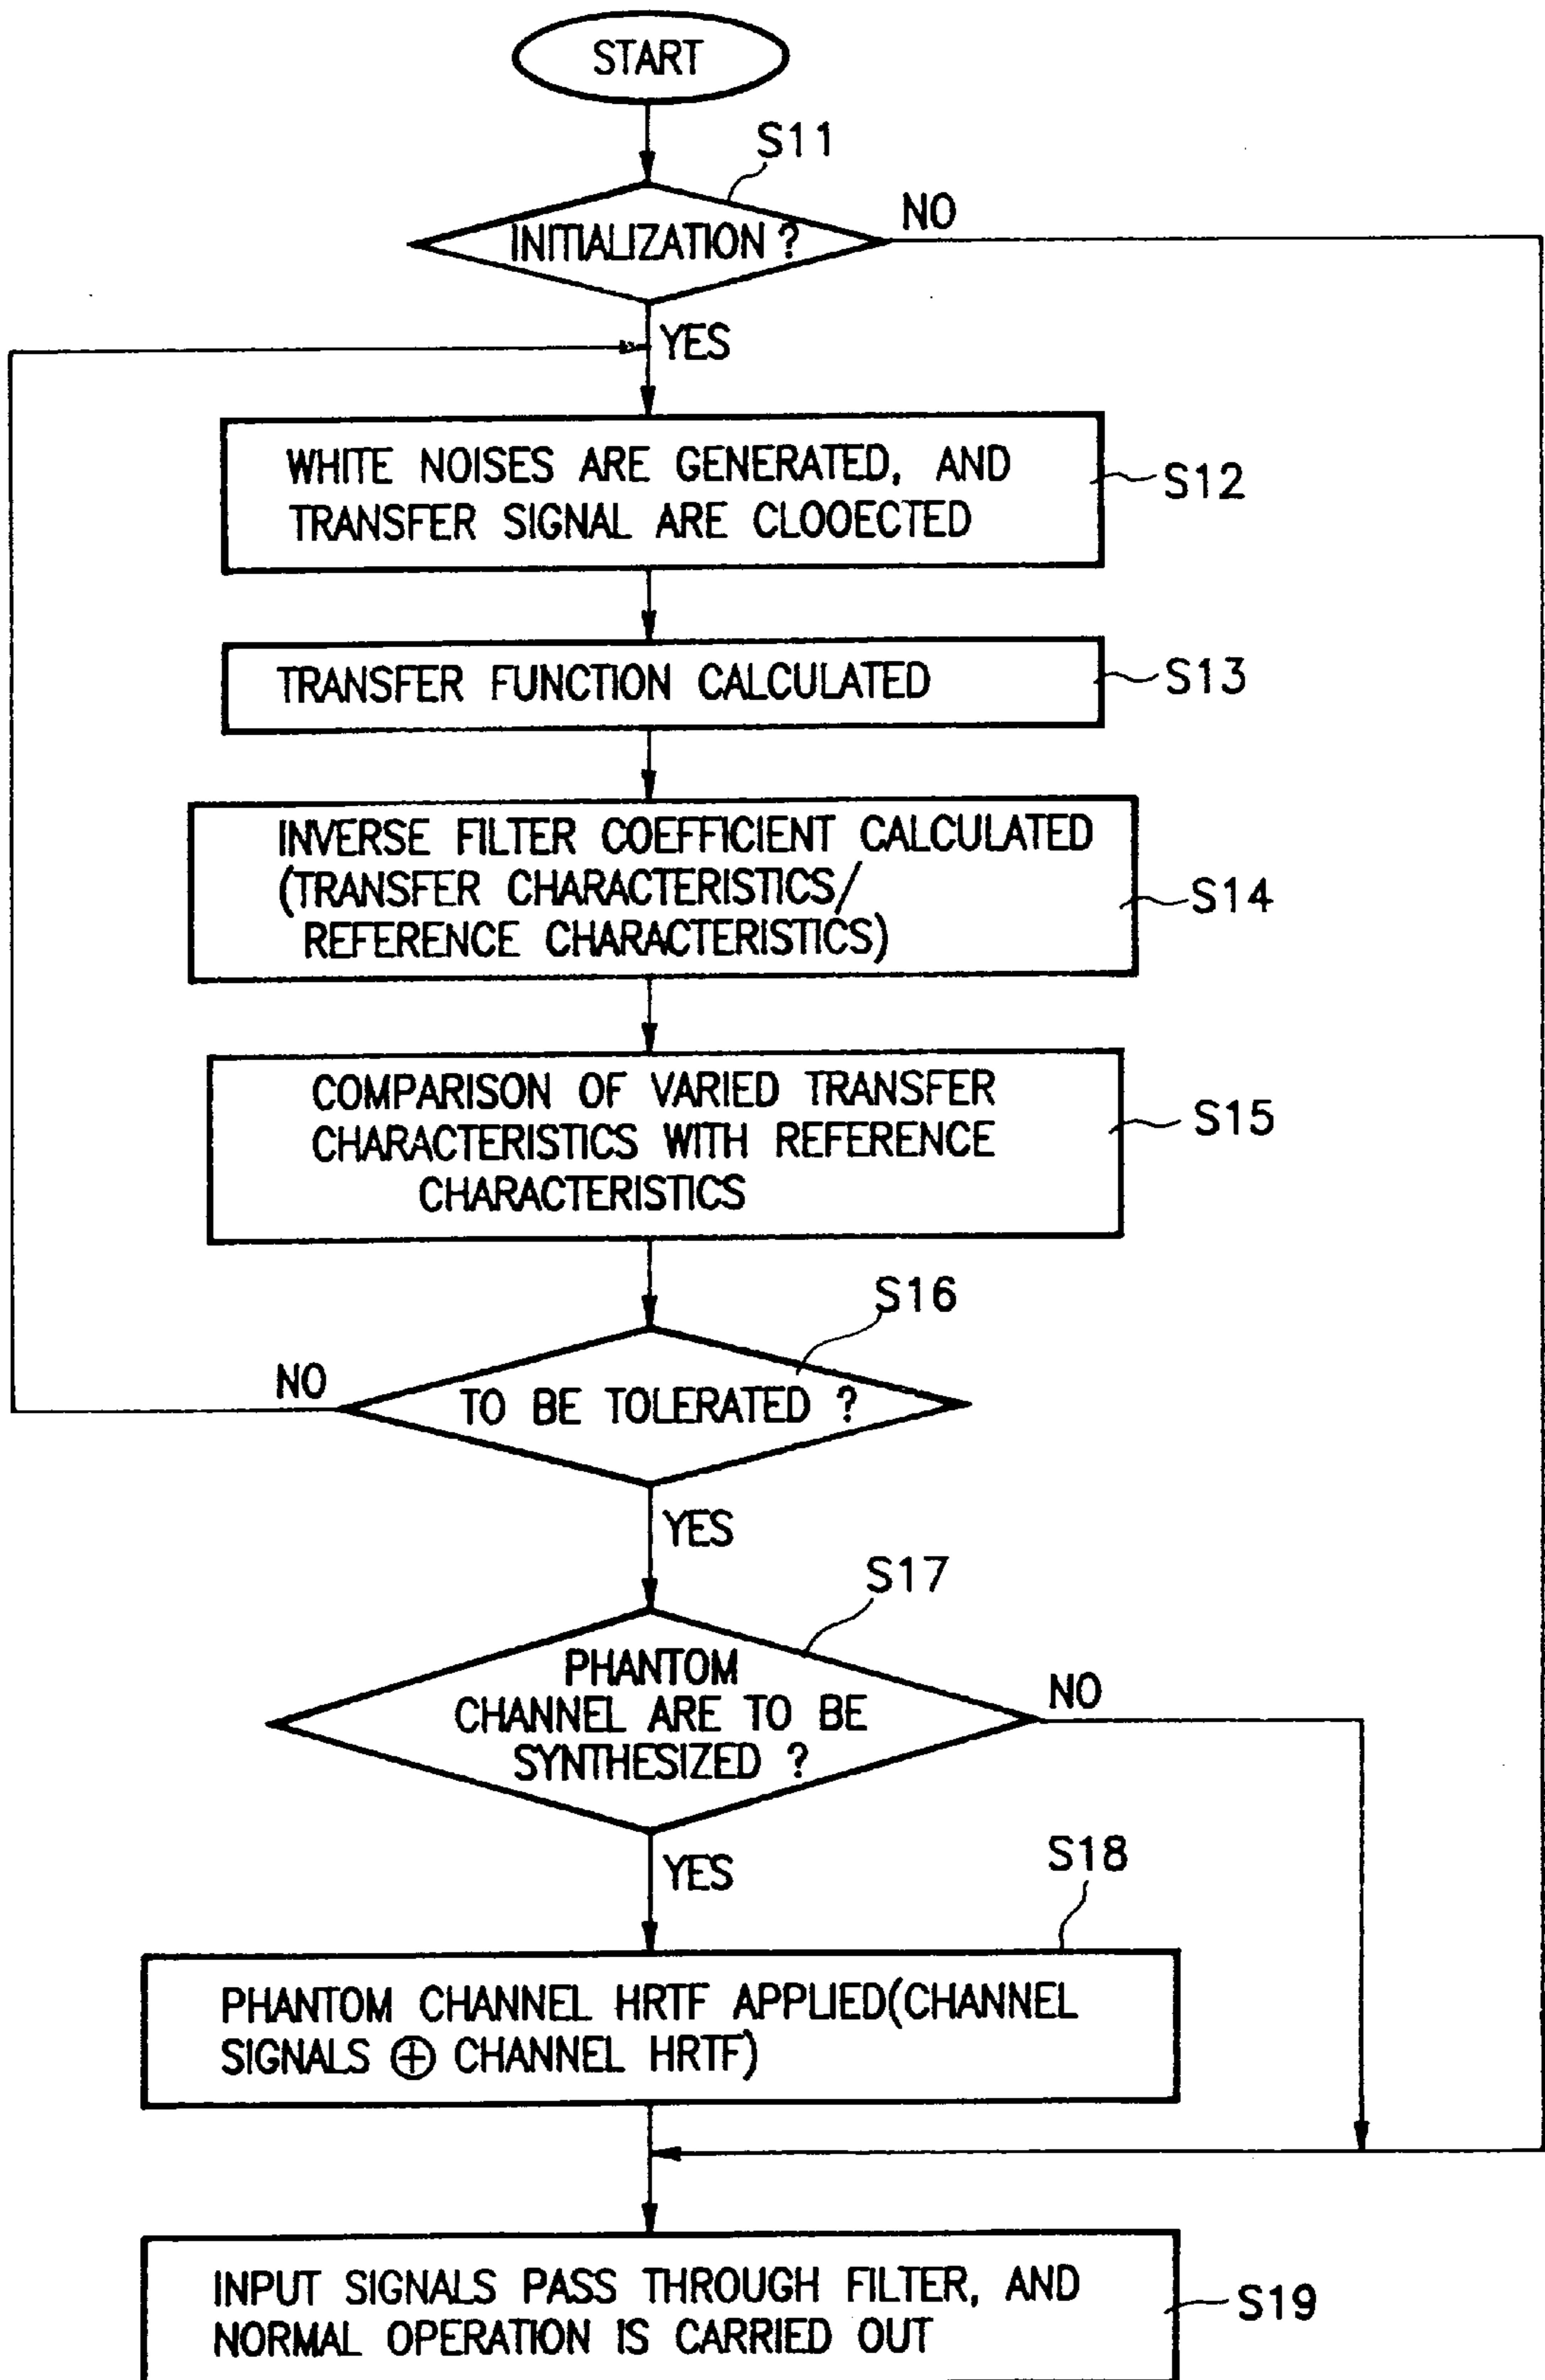 START
S11
INITIALIZATION ?
NO
YES
WHITE NOISES ARE GENERATED, AND
TRANSFER SIGNAL ARE CLOOECTED
S12
TRANSFER FUNCTION CALCULATED
S13
INVERSE FILTER COEFFICIENT CALCULATED
(TRANSFER CHARACTERISTICS/
REFERENCE CHARACTERISTICS)
S14
COMPARISON OF VARIED TRANSFER
CHARACTERISTICS WITH REFERENCE
CHARACTERISTICS
S15
S16
NO
TO BE TOLERATED ?
YES
S17
PHANTOM
CHANNEL ARE TO BE
SYNTHESIZED ?
NO
YES
S18
PHANTOM CHANNEL HRTF APPLIED(CHANNEL
SIGNALS ⊕ CHANNEL HRTF)
INPUT SIGNALS PASS THROUGH FILTER, AND
NORMAL OPERATION IS CARRIED OUT
S19